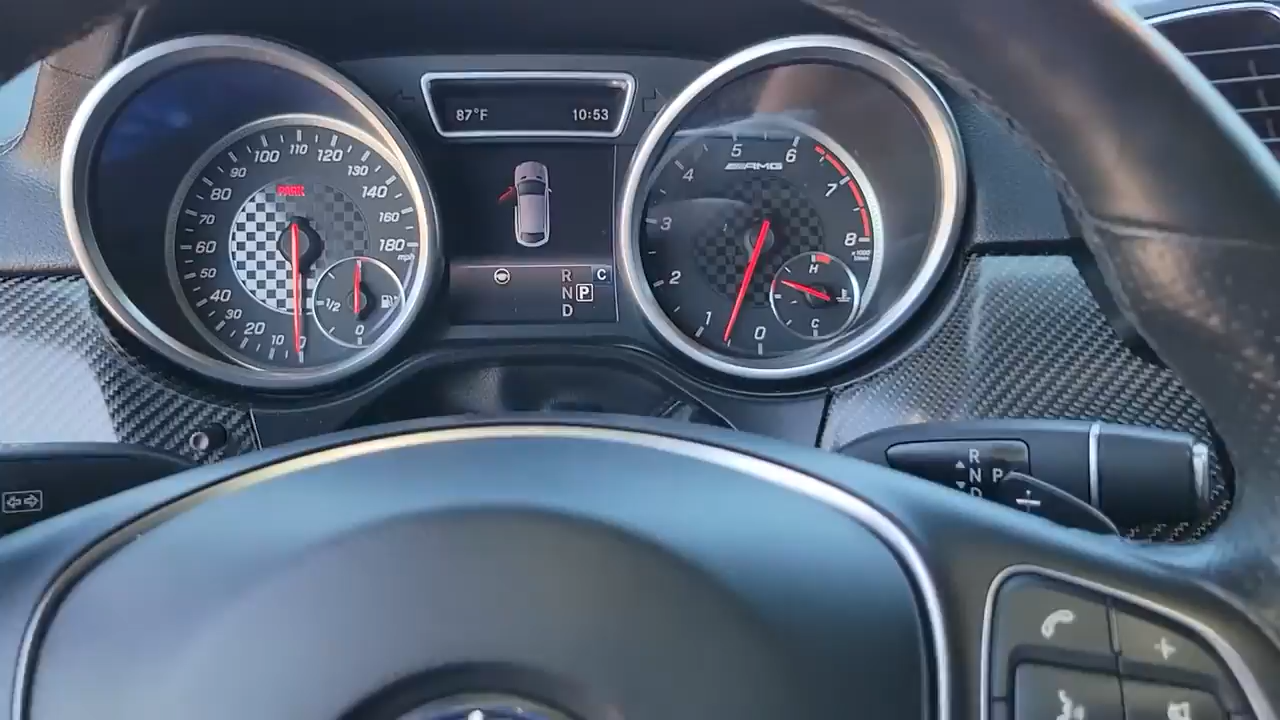 87°F 10:53
100 110 120
90 130
80 PARK 140
70 160
60 180
mph
50
40
30
20
10 0
1/2
0
R C
N P
D
5 6
4 AMG 7
3 8
x1000
2 H
1 0 C
R
N P
D